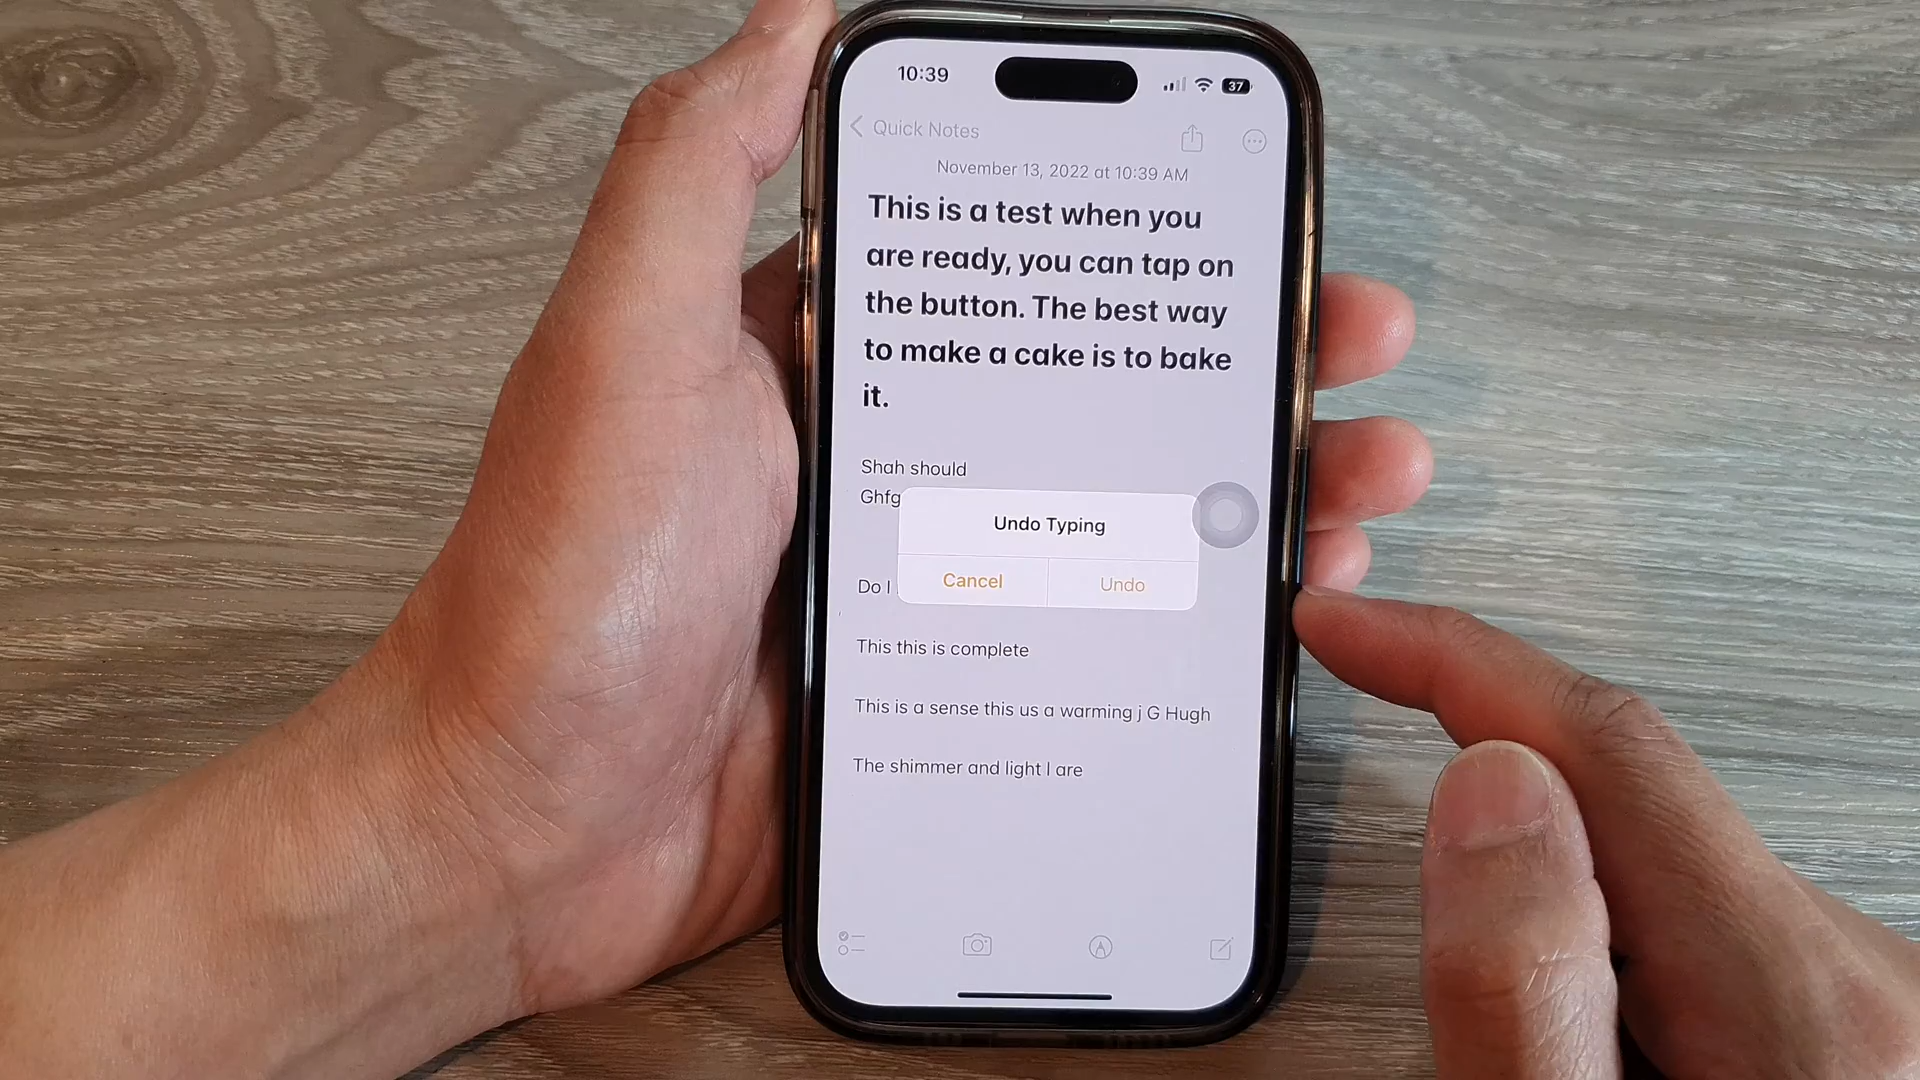 10:39
37
Quick Notes
November 13, 2022 at 10:39 AM
This is a test when you
are ready, you can tap on
the button. The best way
to make a cake is to bake
it.
Shah should
Ghfg
Undo Typing
Cancel Undo
Do I
This this is complete
This is a sense this us a warming j G Hugh
The shimmer and light I are